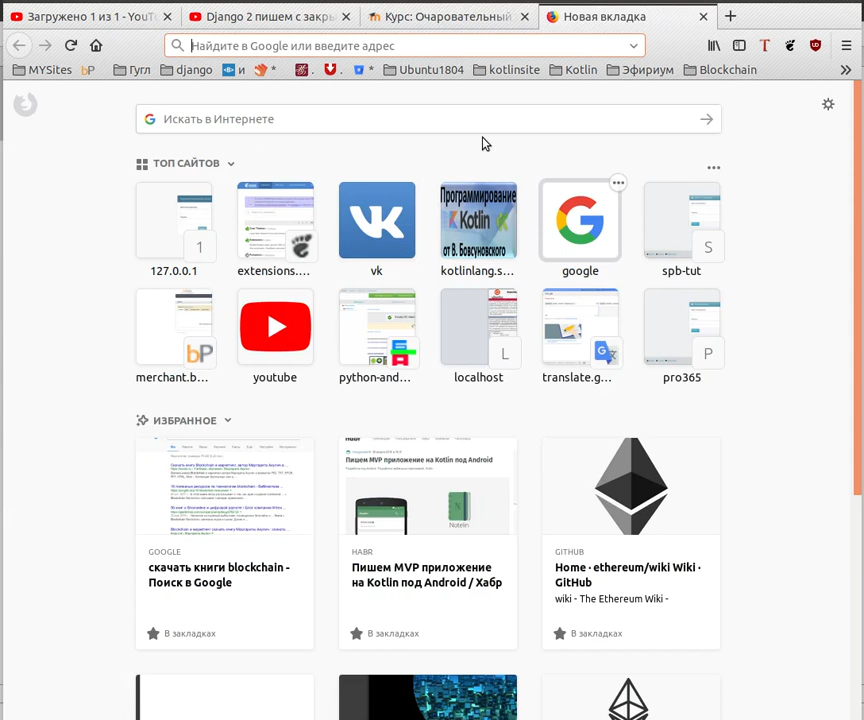 Загружено 1 из 1 - YouT
Django 2 пишем с закры
Курс: Очаровательный
Новая вкладка
Найдите в Google или введите адрес
MYSites
bP
Гугл
django
и
*
.
.
*
Ubuntu1804
kotlinsite
Kotlin
Эфириум
Blockchain
Искать в Интернете
ТОП САЙТОВ
Программирование
Kotlin
от В. Бовсуновского
1
S
127.0.0.1
extensions....
vk
kotlinlang.s...
google
spb-tut
bP
L
P
merchant.b...
youtube
python-and...
localhost
translate.g...
pro365
ИЗБРАННОЕ
Пишем MVP приложение на Kotlin под Android
Notelin
GOOGLE
скачать книги blockchain -
Поиск в Google
В закладках
HABR
Пишем MVP приложение
на Kotlin под Android / Хабр
В закладках
GITHUB
Home · ethereum/wiki Wiki ·
GitHub
wiki - The Ethereum Wiki -
В закладках